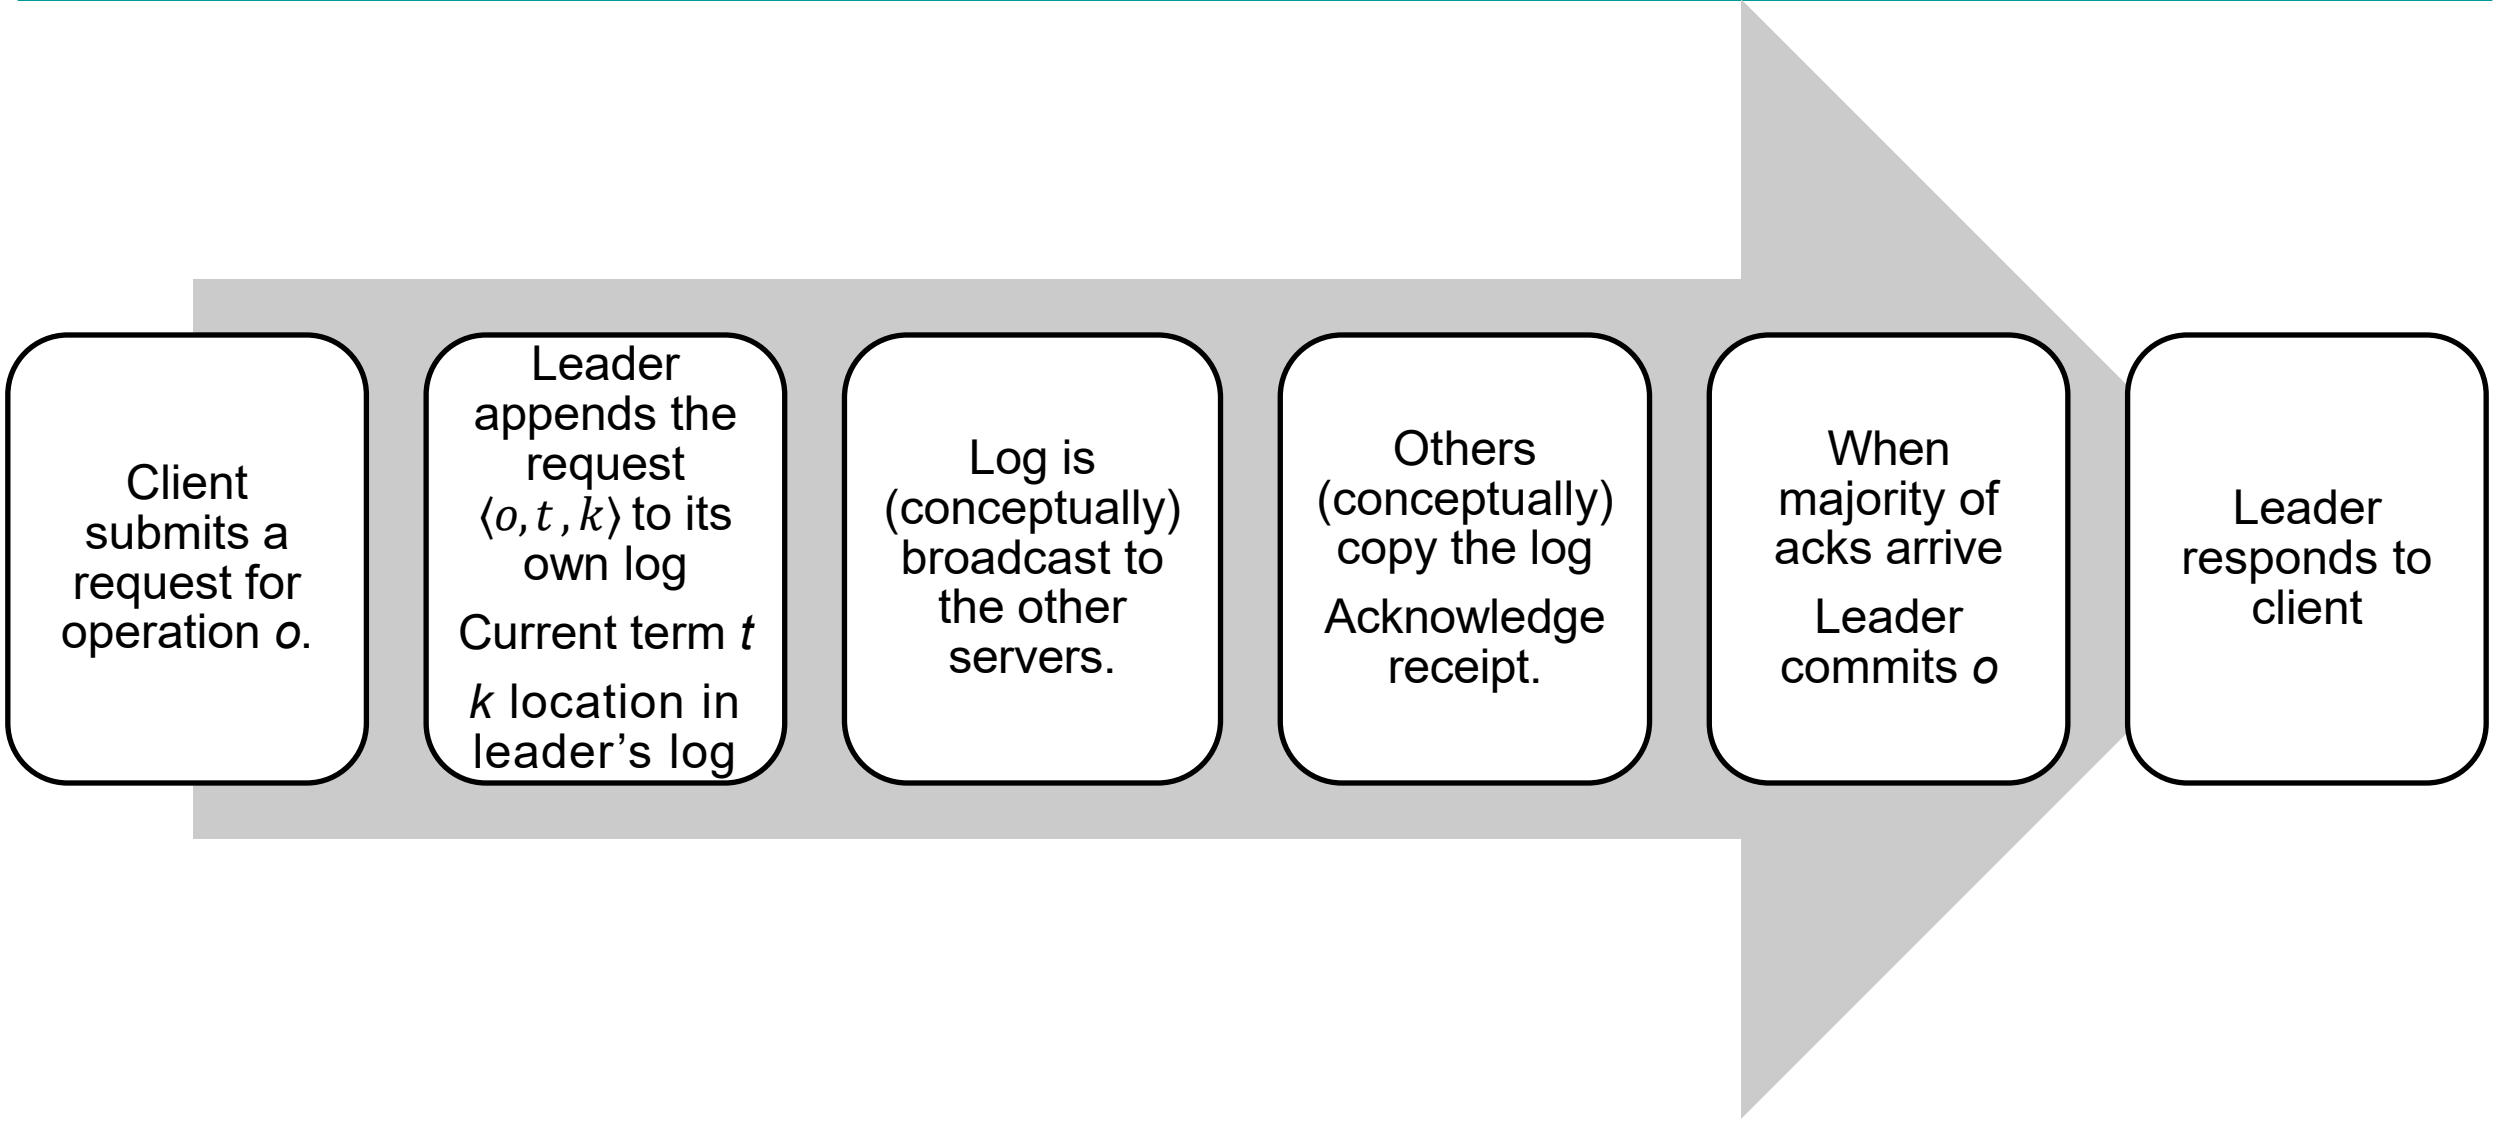 Client
submits a
request for
operation o.
Leader
appends the
request
⟨o, t, k⟩ to its
own log
Current term t
k location in
leader’s log
Log is
(conceptually)
broadcast to
the other
servers.
Others
(conceptually)
copy the log
Acknowledge
receipt.
When
majority of
acks arrive
Leader
commits o
Leader
responds to
client